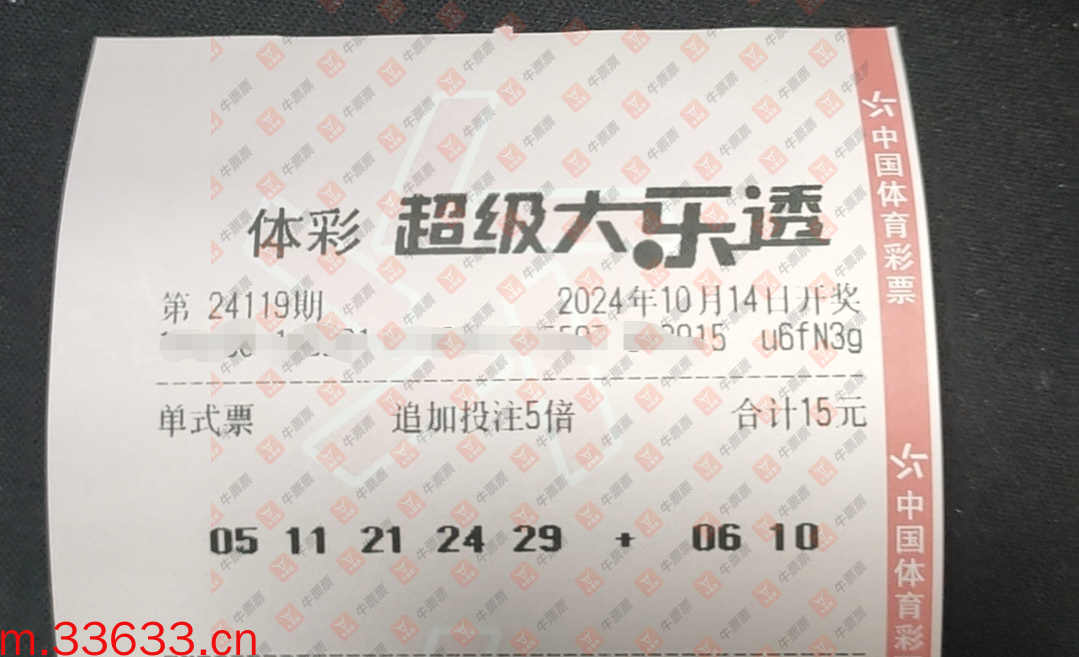 体彩 超级大乐透
第 24119期 2024年10月14日开奖
u6fN3g
单式票 追加投注5倍 合计15元
05 11 21 24 29 + 06 10
中国体育彩票
中国体育彩
牛彩票
m.33633.cn